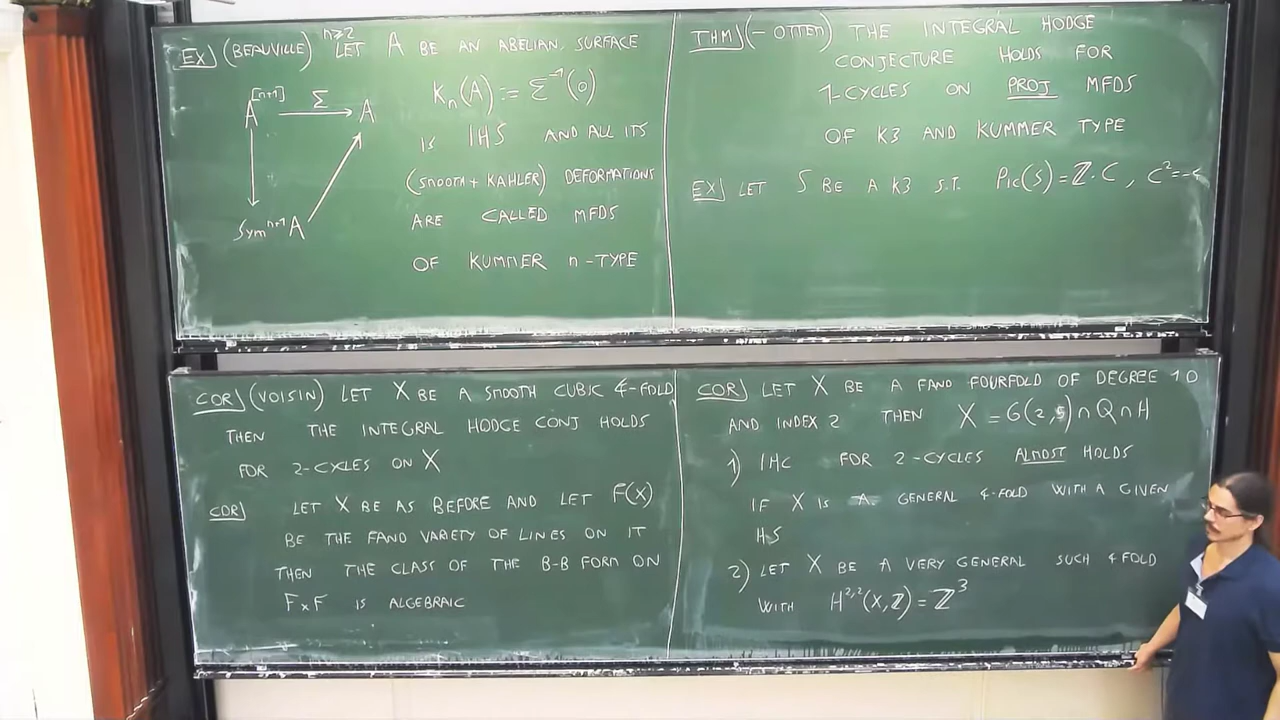 EX] (BEAUVILLE) n≥2 LET A BE AN ABELIAN SURFACE
A^[n+1] Σ→ A
Sym^{n+1} A
K_n(A) := Σ^{-1}(0)
IS IHS AND ALL ITS
(SMOOTH + KAHLER) DEFORMATIONS
ARE CALLED MFDS
OF KUMMER n-TYPE
THM] (- OTTEM) THE INTEGRAL HODGE
CONJECTURE HOLDS FOR
1-CYCLES ON PROJ MFDS
OF K3 AND KUMMER TYPE
EX] LET S BE A K3 S.T. Pic(S) = ℤ·C, C²=-
COR] (VOISIN) LET X BE A SMOOTH CUBIC 4-FOLD
THEN THE INTEGRAL HODGE CONJ HOLDS
FOR 2-CYCLES ON X
COR] LET X BE AS BEFORE AND LET F(X)
BE THE FANO VARIETY OF LINES ON IT
THEN THE CLASS OF THE B-B FORM ON
F×F IS ALGEBRAIC
COR] LET X BE A FANO FOURFOLD OF DEGREE 10
AND INDEX 2 THEN X = G(2,5)∩Q∩H
1) IHC FOR 2-CYCLES ALMOST HOLDS
IF X IS A GENERAL 4-FOLD WITH A GIVEN
HS
2) LET X BE A VERY GENERAL SUCH 4FOLD
WITH H^{2,2}(X,ℤ) = ℤ³